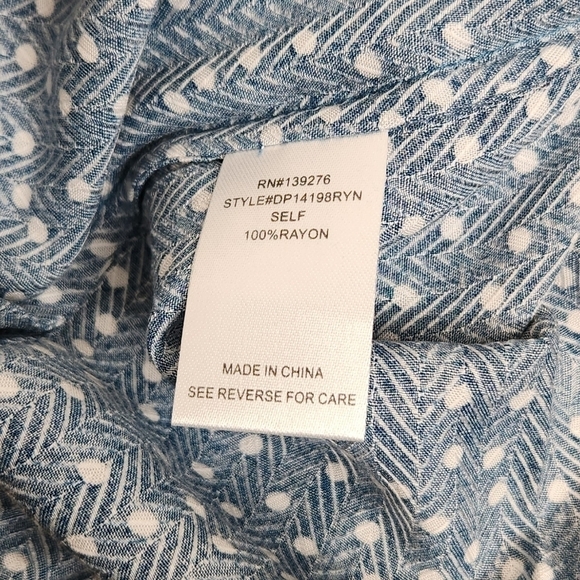 RN#139276
STYLE#DP14198RYN
SELF
100%RAYON
MADE IN CHINA
SEE REVERSE FOR CARE